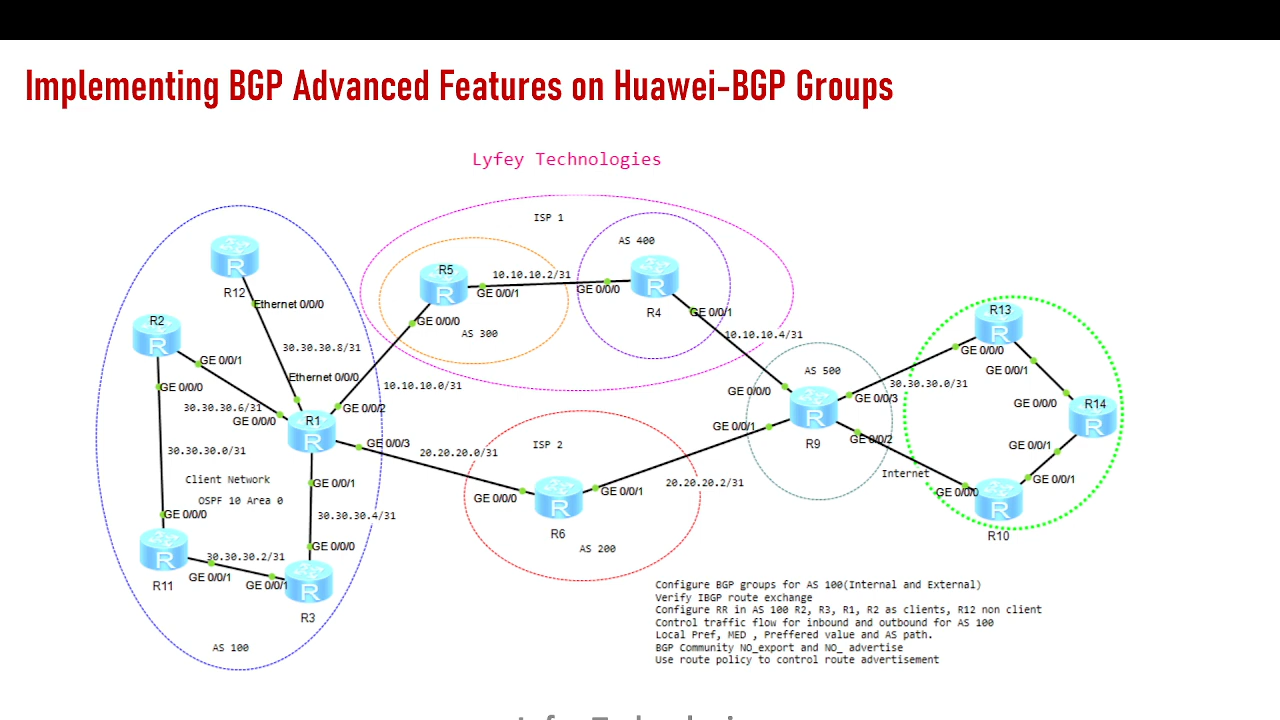 Implementing BGP Advanced Features on Huawei-BGP Groups
Lyfey Technologies
ISP 1
AS 400
R5
10.10.10.2/31
GE 0/0/1
GE 0/0/0
R4
GE 0/0/1
R12
Ethernet 0/0/0
R13
R2
GE 0/0/0
AS 300
10.10.10.4/31
30.30.30.8/31
GE 0/0/0
GE 0/0/1
GE 0/0/1
AS 500
Ethernet 0/0/0
10.10.10.0/31
30.30.30.0/31
GE 0/0/0
GE 0/0/0
GE 0/0/3
GE 0/0/0
R14
30.30.30.6/31
GE 0/0/2
GE 0/0/0
R1
GE 0/0/1
R9
GE 0/0/2
GE 0/0/3
ISP 2
GE 0/0/1
30.30.30.0/31
20.20.20.0/31
Internet
Client Network
GE 0/0/1
20.20.20.2/31
GE 0/0/1
OSPF 10 Area 0
GE 0/0/0
GE 0/0/1
GE 0/0/0
GE 0/0/0
30.30.30.4/31
R6
R10
GE 0/0/0
AS 200
30.30.30.2/31
GE 0/0/1
GE 0/0/1
R11
R3
AS 100
Configure BGP groups for AS 100(Internal and External)
Verify IBGP route exchange
Configure RR in AS 100 R2, R3, R1, R2 as clients, R12 non client
Control traffic flow for inbound and outbound for AS 100
Local Pref, MED , Preffered value and AS path.
BGP Community NO_export and NO_ advertise
Use route policy to control route advertisement